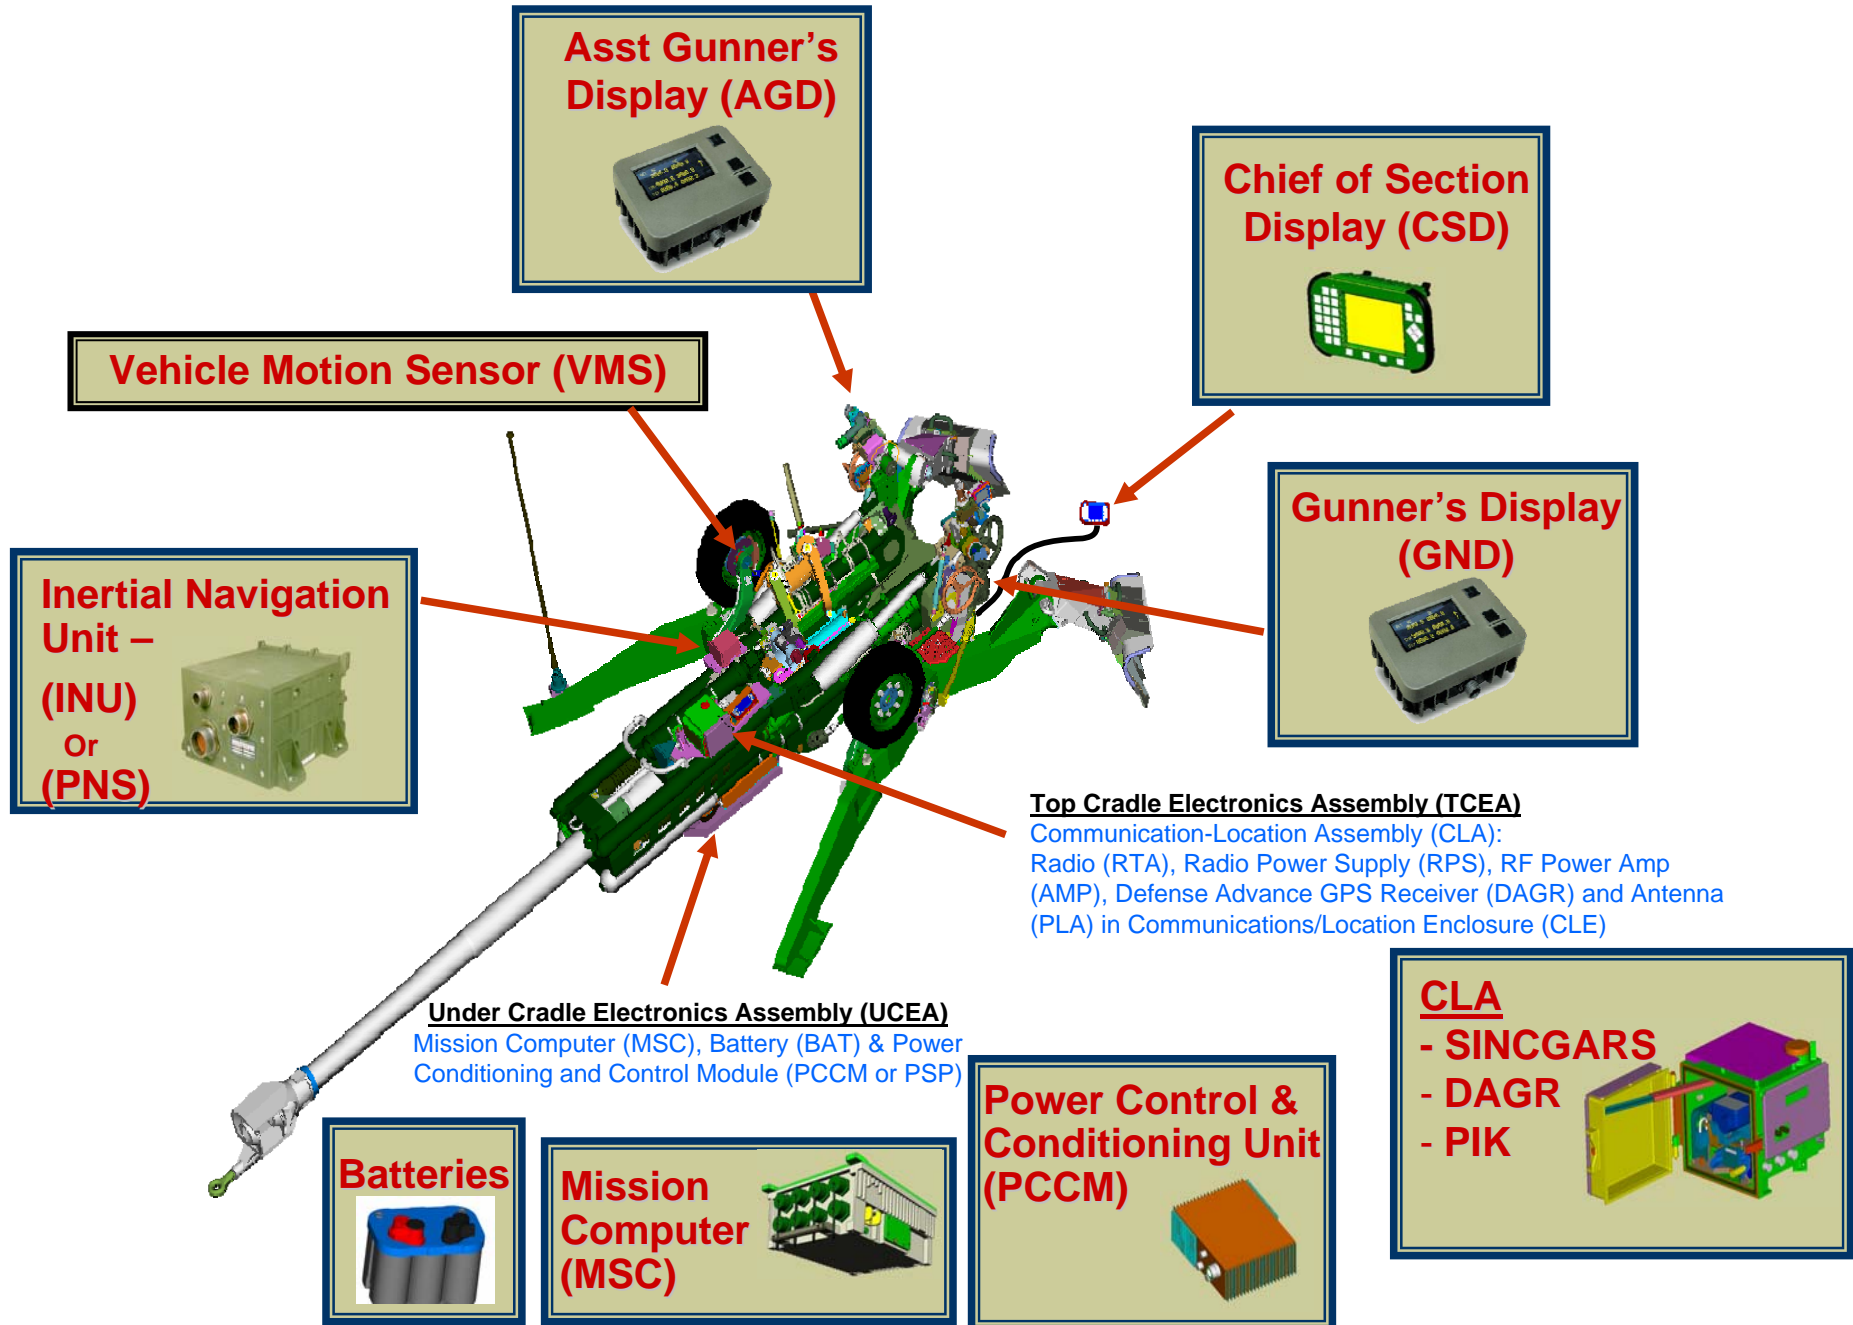 Asst Gunner’s
Display (AGD)
Chief of Section
Display (CSD)
Vehicle Motion Sensor (VMS)
Gunner’s Display
(GND)
Inertial Navigation
Unit –
(INU)
Or
(PNS)
Top Cradle Electronics Assembly (TCEA)
Communication-Location Assembly (CLA):
Radio (RTA), Radio Power Supply (RPS), RF Power Amp
(AMP), Defense Advance GPS Receiver (DAGR) and Antenna
(PLA) in Communications/Location Enclosure (CLE)
Under Cradle Electronics Assembly (UCEA)
Mission Computer (MSC), Battery (BAT) & Power
Conditioning and Control Module (PCCM or PSP)
CLA
- SINCGARS
- DAGR
- PIK
Batteries
Mission
Computer
(MSC)
Power Control &
Conditioning Unit
(PCCM)